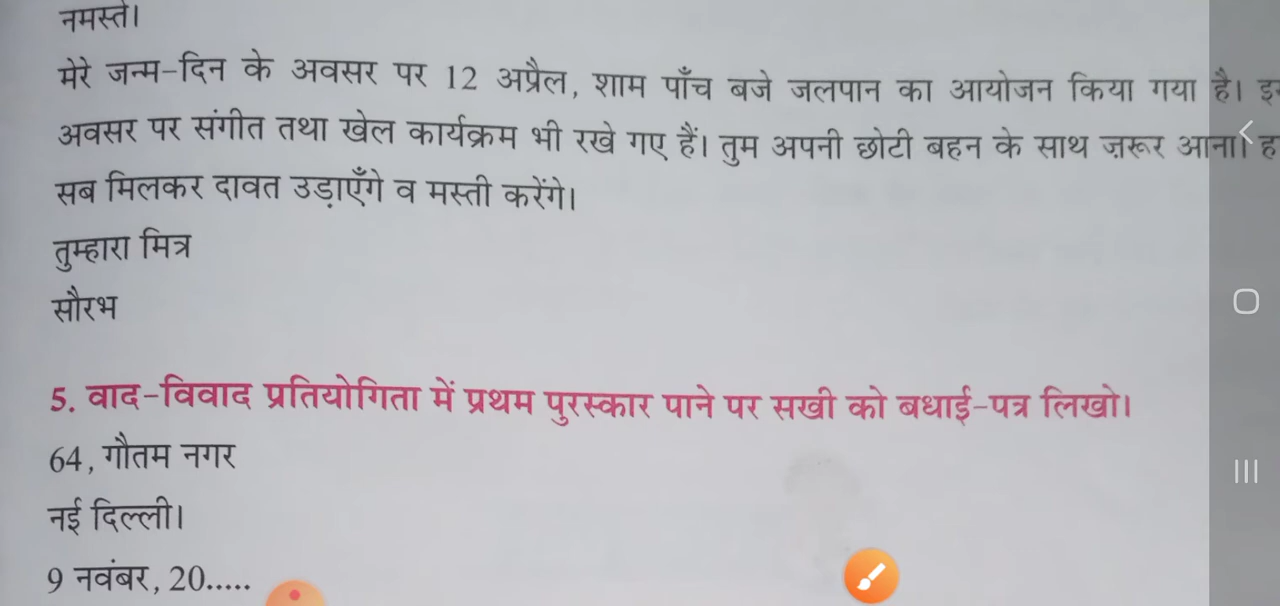 नमस्ते।
मेरे जन्म-दिन के अवसर पर 12 अप्रैल, शाम पाँच बजे जलपान का आयोजन किया गया है।
अवसर पर संगीत तथा खेल कार्यक्रम भी रखे गए हैं। तुम अपनी छोटी बहन के साथ ज़रूर आना।
सब मिलकर दावत उड़ाएँगे व मस्ती करेंगे।
तुम्हारा मित्र
सौरभ
5. वाद-विवाद प्रतियोगिता में प्रथम पुरस्कार पाने पर सखी को बधाई-पत्र लिखो।
64, गौतम नगर
नई दिल्ली।
9 नवंबर, 20.....